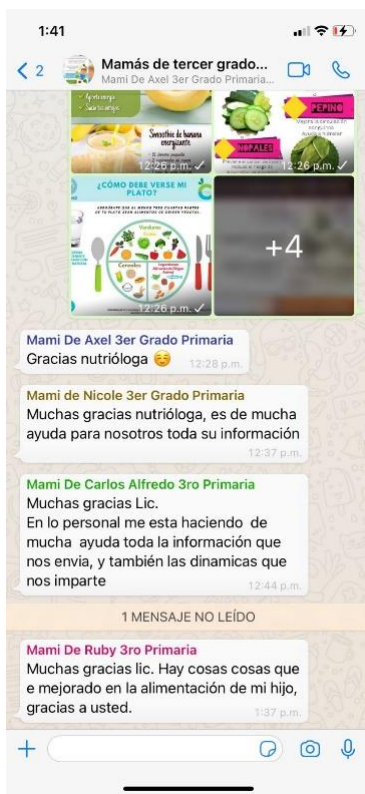 1:41
2
Mamás de tercer grado...
Mami De Axel 3er Grado Primaria...
Aporta energía
Smoothie de banana
energizante
12:26 p.m.
PEPINO
Ayuda a hidratar
NOPALES
12:26 p.m.
¿CÓMO DEBE VERSE MI
PLATO?
Verduras
Cereales
12:26 p.m.
+4
Mami De Axel 3er Grado Primaria
Gracias nutrióloga ☺️
12:28 p.m.
Mami de Nicole 3er Grado Primaria
Muchas gracias nutrióloga, es de mucha
ayuda para nosotros toda su información
12:37 p.m.
Mami De Carlos Alfredo 3ro Primaria
Muchas gracias Lic.
En lo personal me esta haciendo de
mucha ayuda toda la información que
nos envia, y también las dinamicas que
nos imparte
12:44 p.m.
1 MENSAJE NO LEÍDO
Mami De Ruby 3ro Primaria
Muchas gracias lic. Hay cosas cosas que
e mejorado en la alimentación de mi hijo,
gracias a usted.
1:37 p.m.